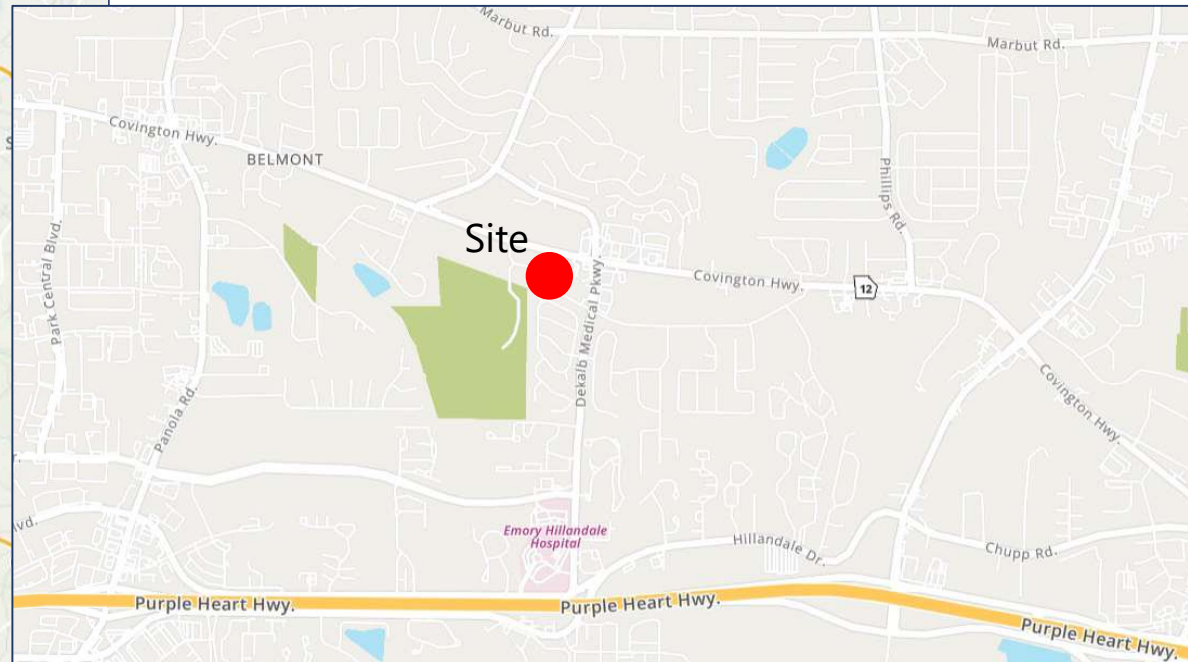 Marbut Rd.
Marbut Rd.
Covington Hwy.
BELMONT
Phillips Rd.
Site
Park Central Blvd.
Covington Hwy.
12
Dekalb Medical Pkwy.
Panola Rd.
Covington Hwy.
Emory Hillandale
Hospital
Hillandale Dr.
Chupp Rd.
Purple Heart Hwy.
Purple Heart Hwy.
Purple Heart Hwy.